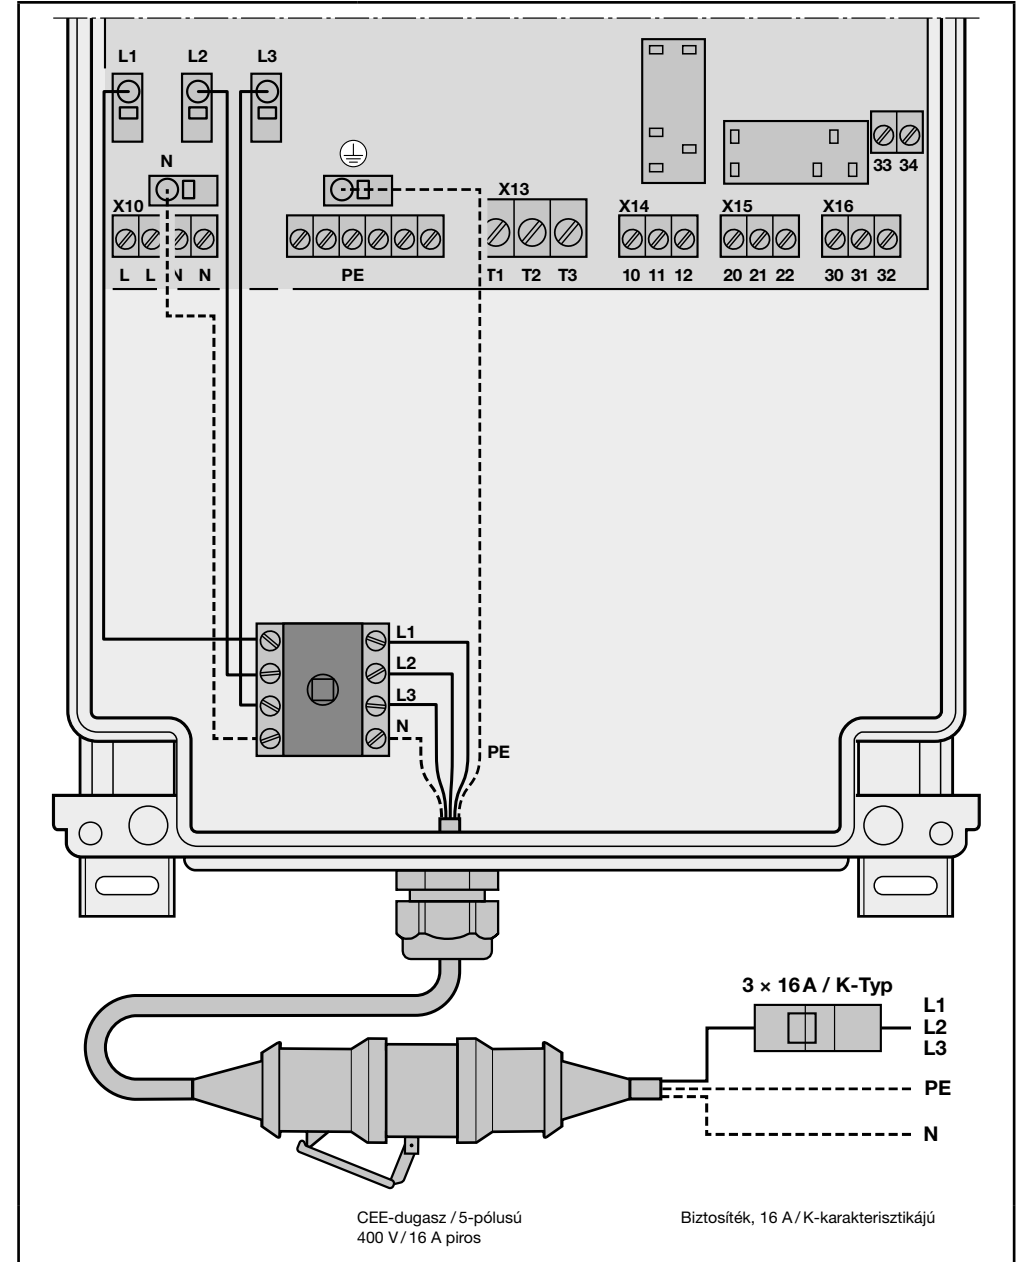 L1 L2 L3
N
X10 X13 X14 X15 X16
33 34
L L N N PE T1 T2 T3 10 11 12 20 21 22 30 31 32
L1
L2
L3
N
PE
3 × 16 A / K-Typ
L1
L2
L3
PE
N
CEE-dugasz / 5-pólusú
400 V / 16 A piros
Biztosíték, 16 A / K-karakterisztikájú